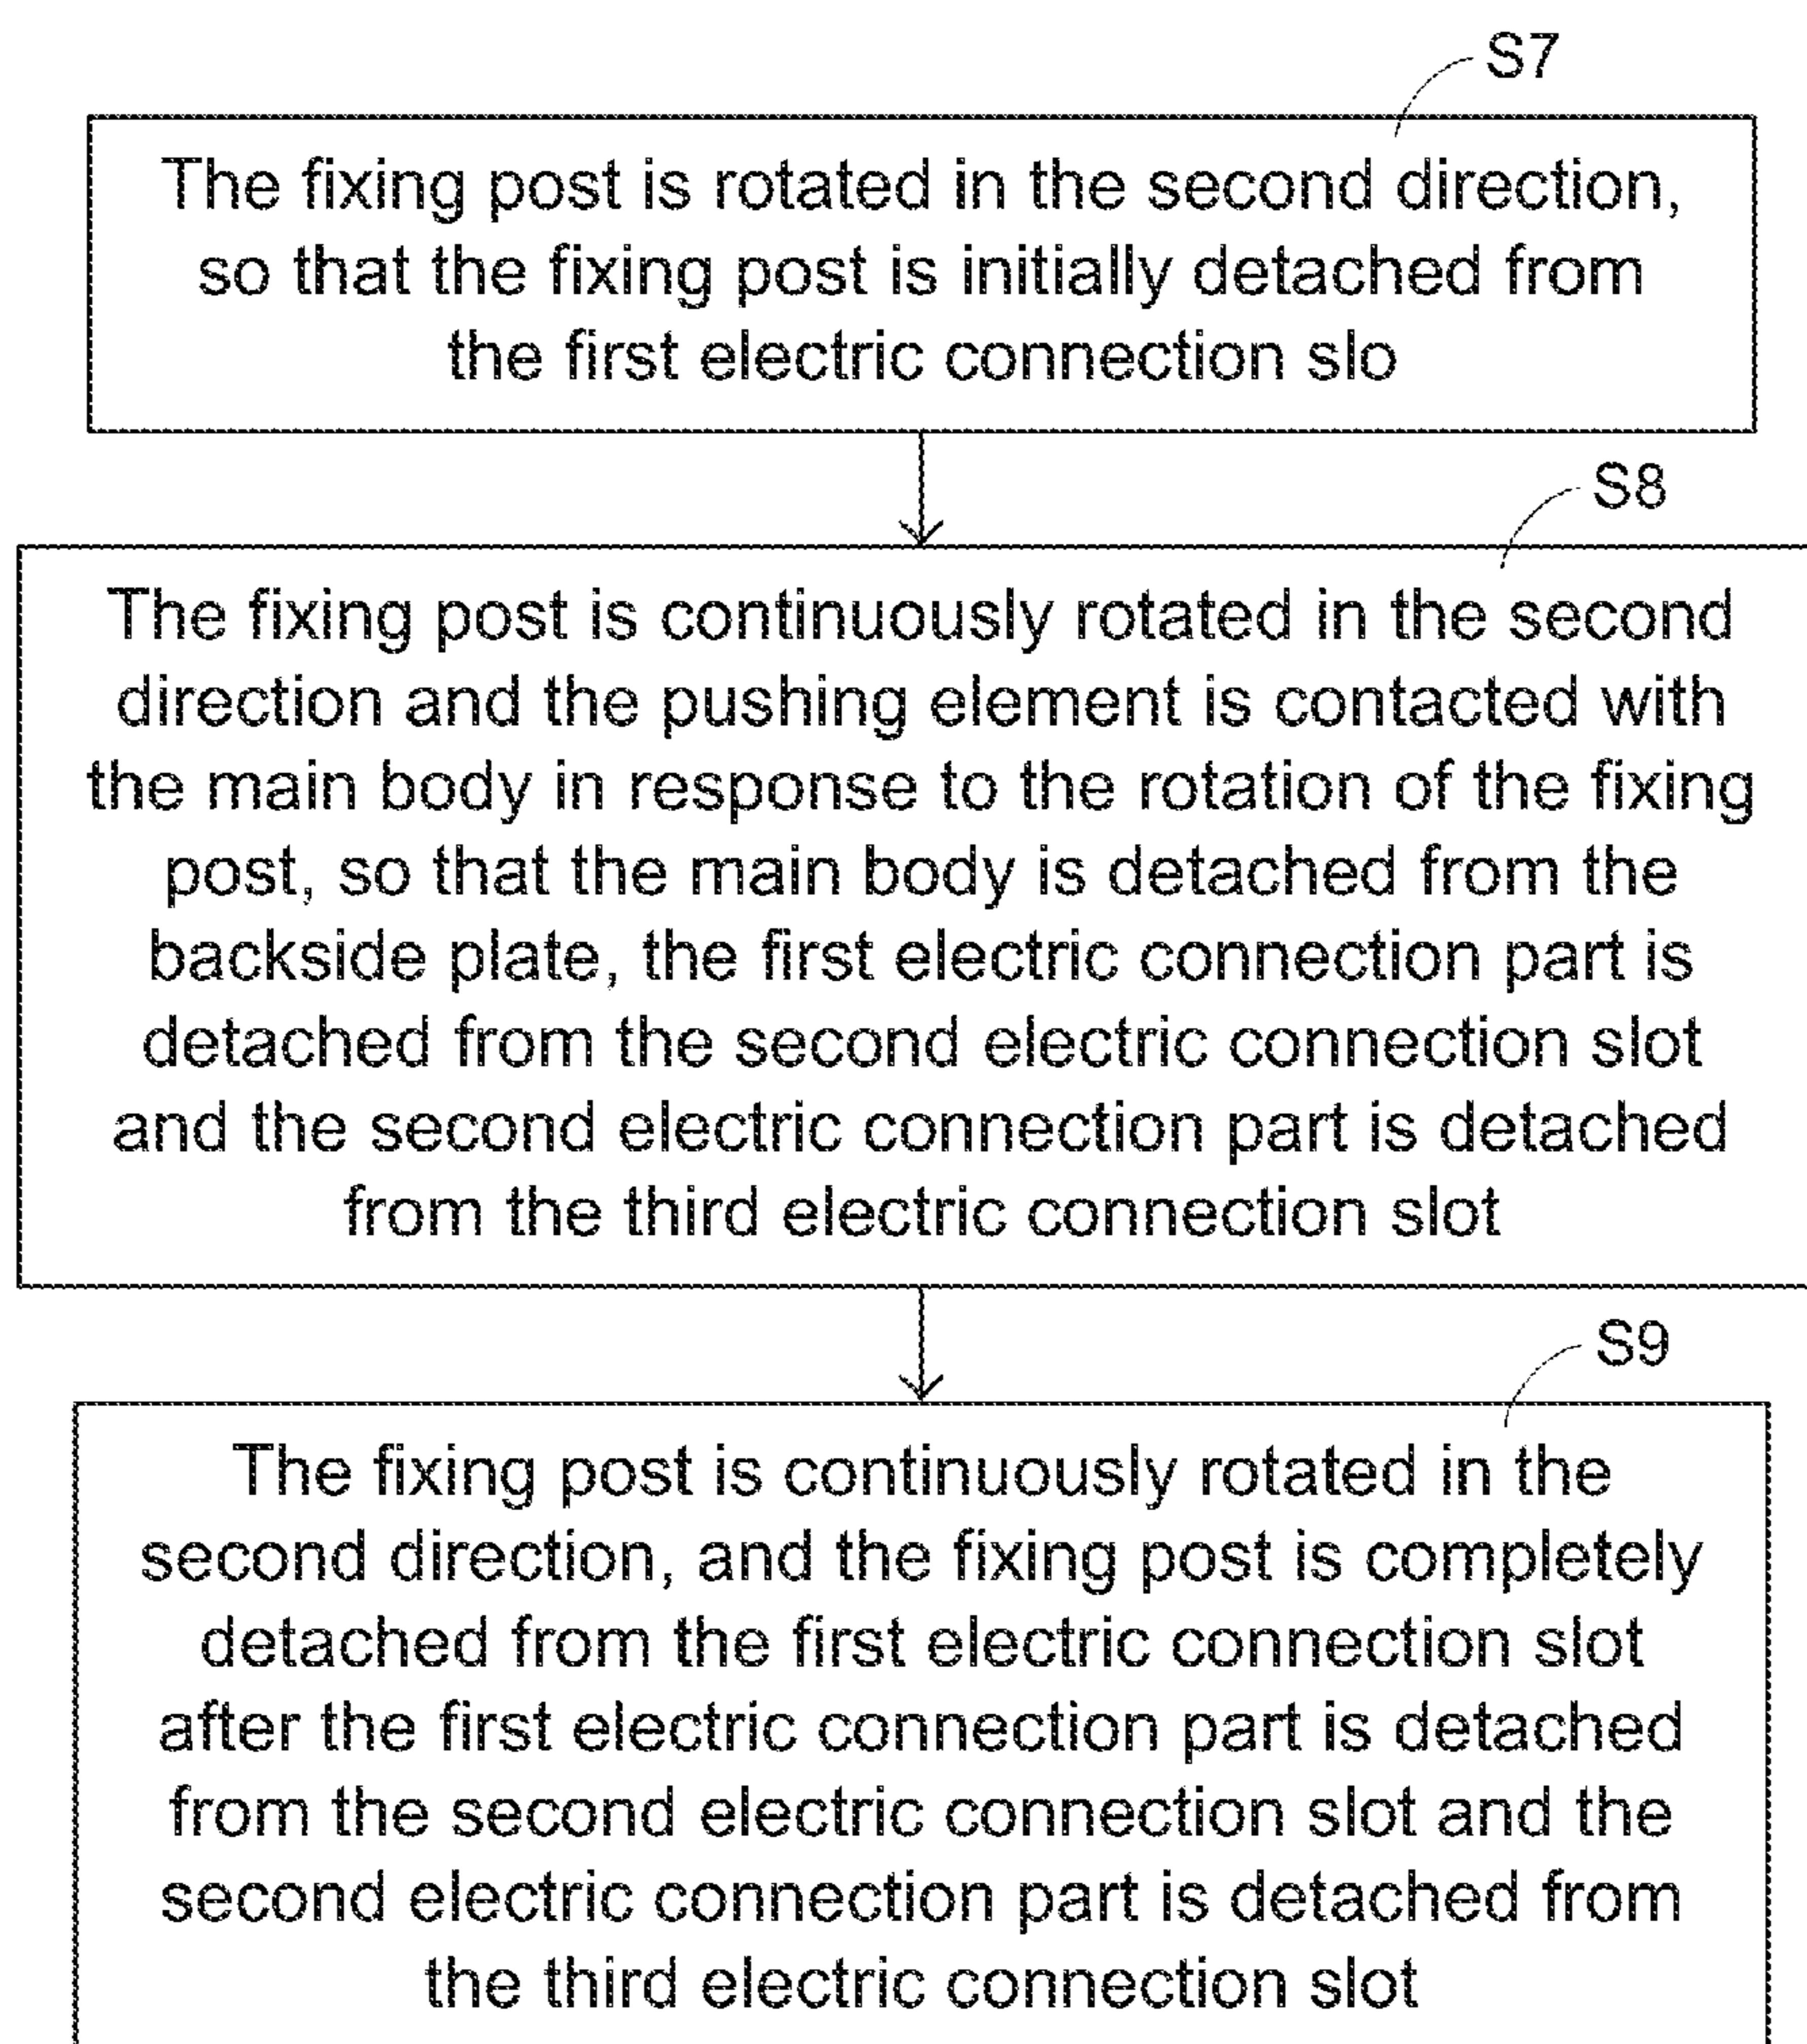 S7
The fixing post is rotated in the second direction,
so that the fixing post is initially detached from
the first electric connection slo
S8
The fixing post is continuously rotated in the second
direction and the pushing element is contacted with
the main body in response to the rotation of the fixing
post, so that the main body is detached from the
backside plate, the first electric connection part is
detached from the second electric connection slot
and the second electric connection part is detached
from the third electric connection slot
S9
The fixing post is continuously rotated in the
second direction, and the fixing post is completely
detached from the first electric connection slot
after the first electric connection part is detached
from the second electric connection slot and the
second electric connection part is detached from
the third electric connection slot